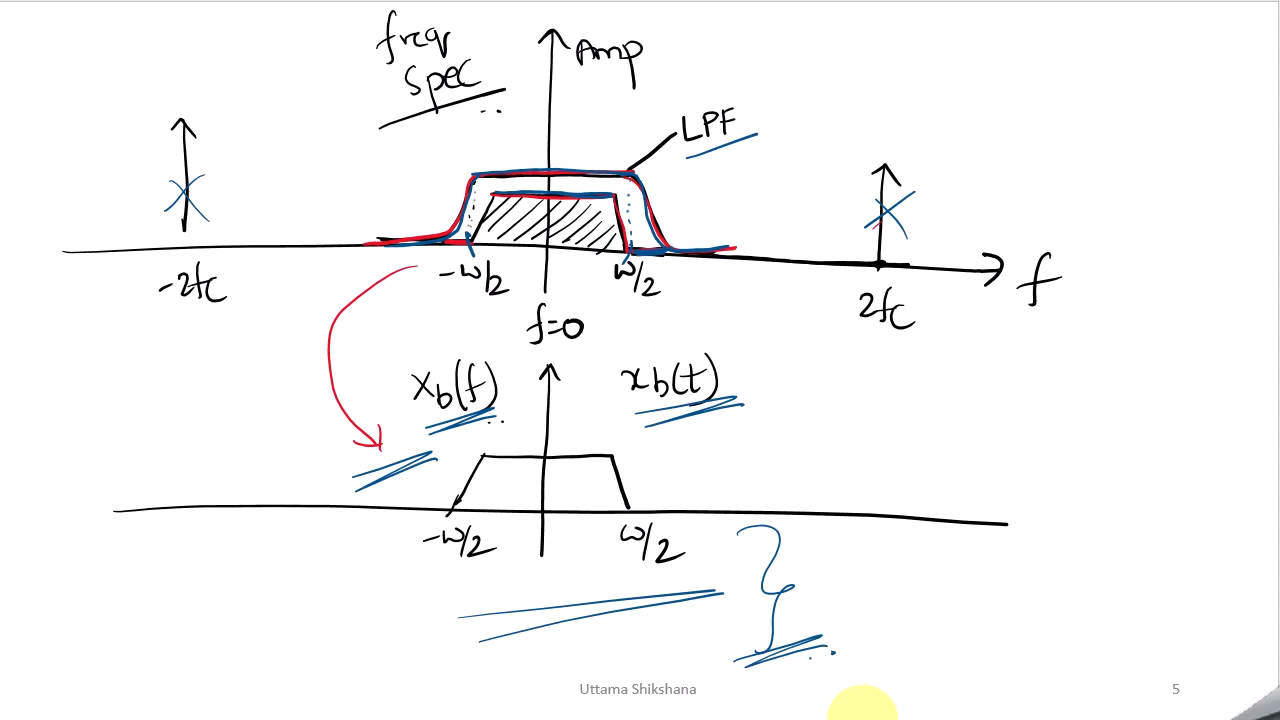 freq
spec
Amp
LPF
-2fc
-w/2
w/2
2fc
f
f=0
Xb(f)
xb(t)
-w/2
w/2
Uttama Shikshana
5